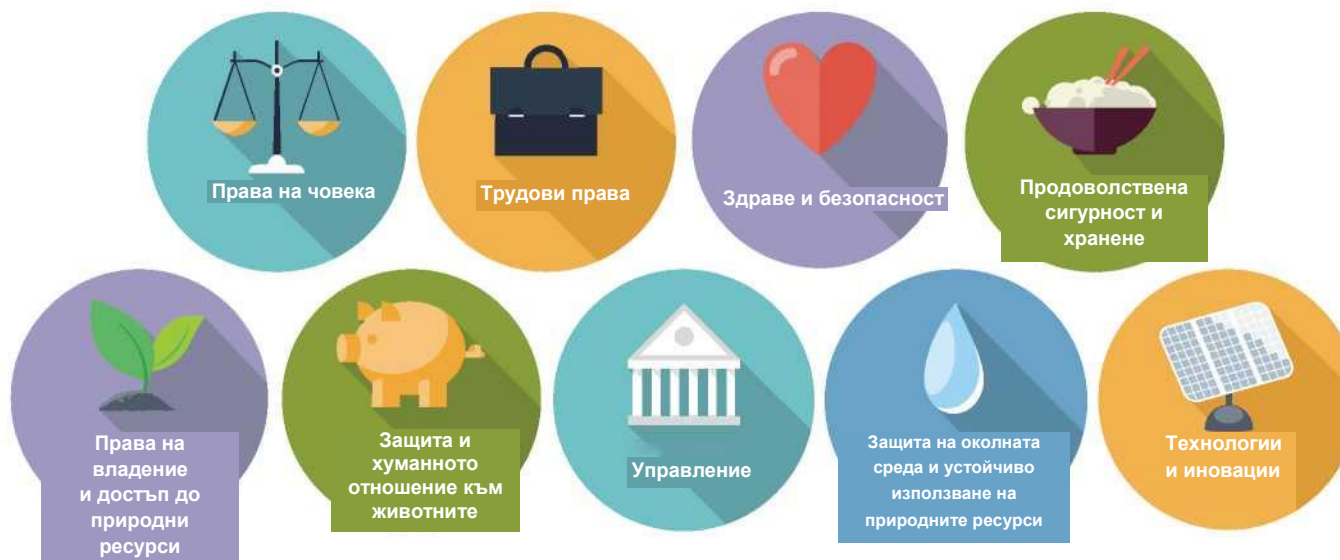 Права на човека
Трудови права
Здраве и безопасност
Продоволствена
сигурност и
хранене
Права на
владение
и достъп до
природни
ресурси
Защита и
хуманното
отношение към
животните
Управление
Защита на околната
среда и устойчиво
използване на
природните ресурси
Технологии
и иновации